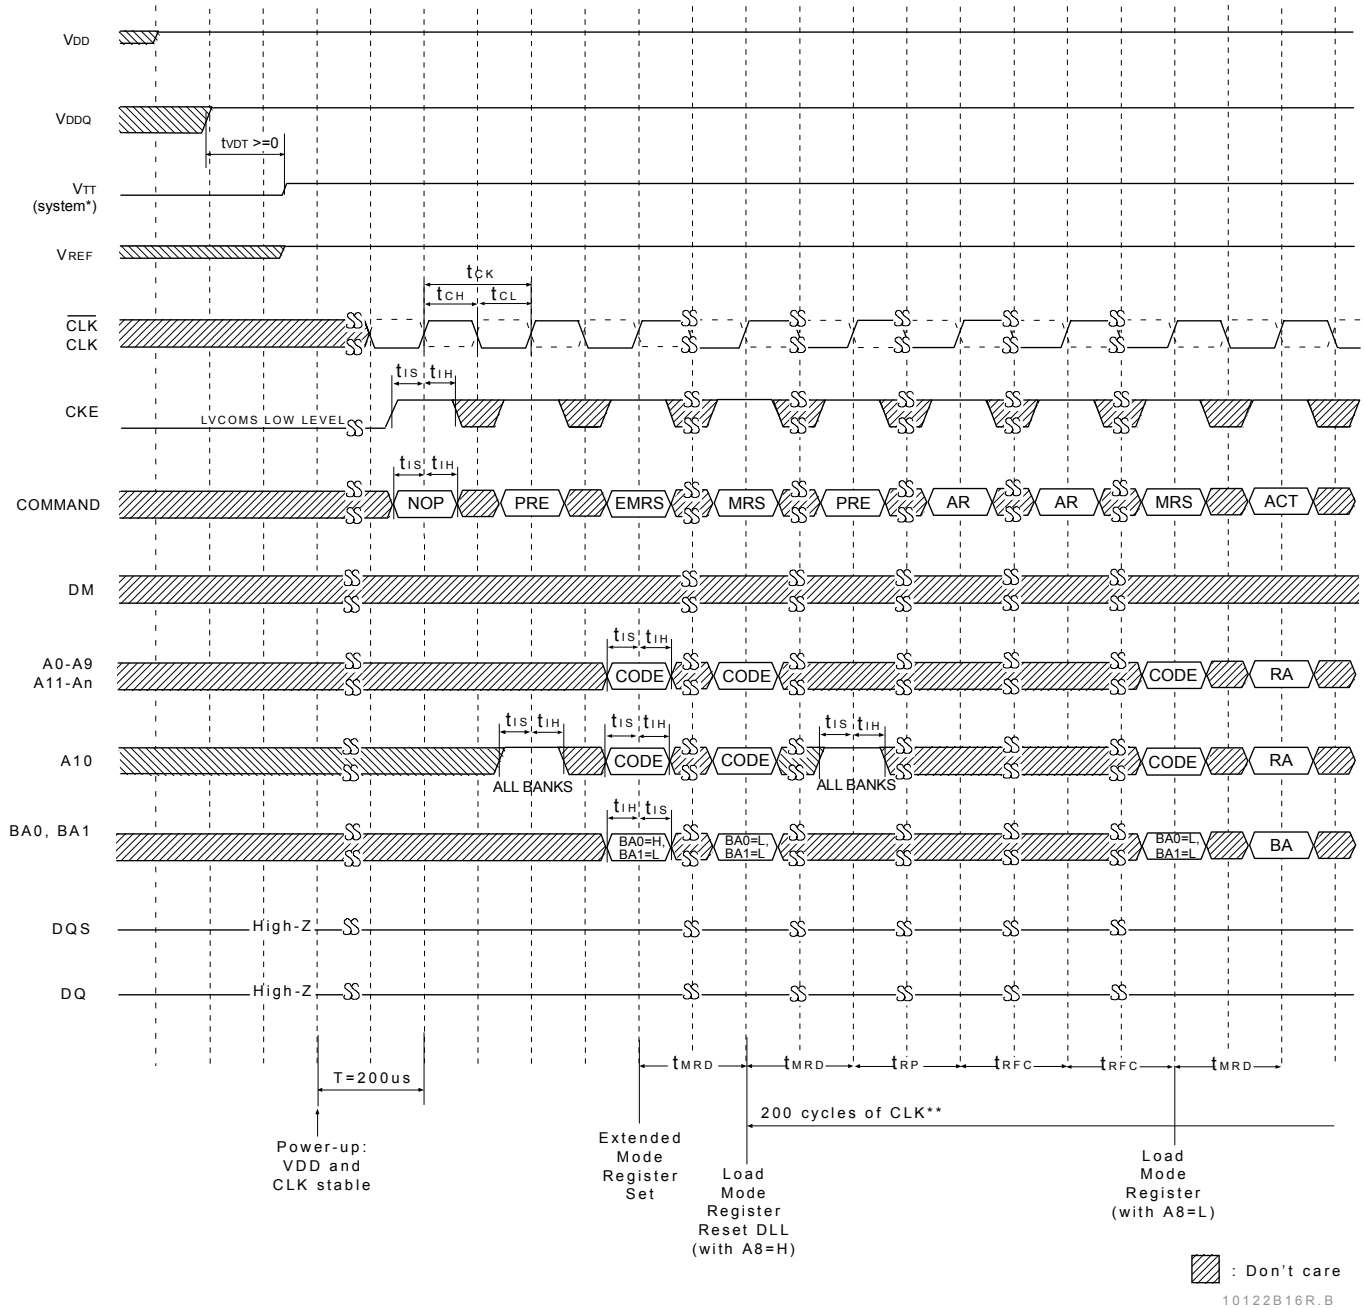 VDD
VDDQ
tVDT >=0
VTT
(system*)
VREF
tCK
tCH tCL
CLK
CLK
tIS tIH
CKE
LVCOMS LOW LEVEL
tIS tIH
COMMAND NOP PRE EMRS MRS PRE AR AR MRS ACT
DM
tIS tIH
A0-A9
A11-An
CODE CODE CODE RA
tIS tIH tIS tIH tIS tIH
A10 CODE CODE CODE RA
ALL BANKS ALL BANKS
tIH tIS
BA0, BA1
BA0=H, BA0=L, BA0=L,
BA1=L BA1=L BA1=L BA
DQS High-Z
DQ High-Z
tMRD tMRD tRP tRFC tRFC tMRD
T=200us
200 cycles of CLK**
Power-up:
VDD and
CLK stable
Extended
Mode
Register
Set
Load
Mode
Register
Reset DLL
(with A8=H)
Load
Mode
Register
(with A8=L)
: Don't care
10122B16R.B